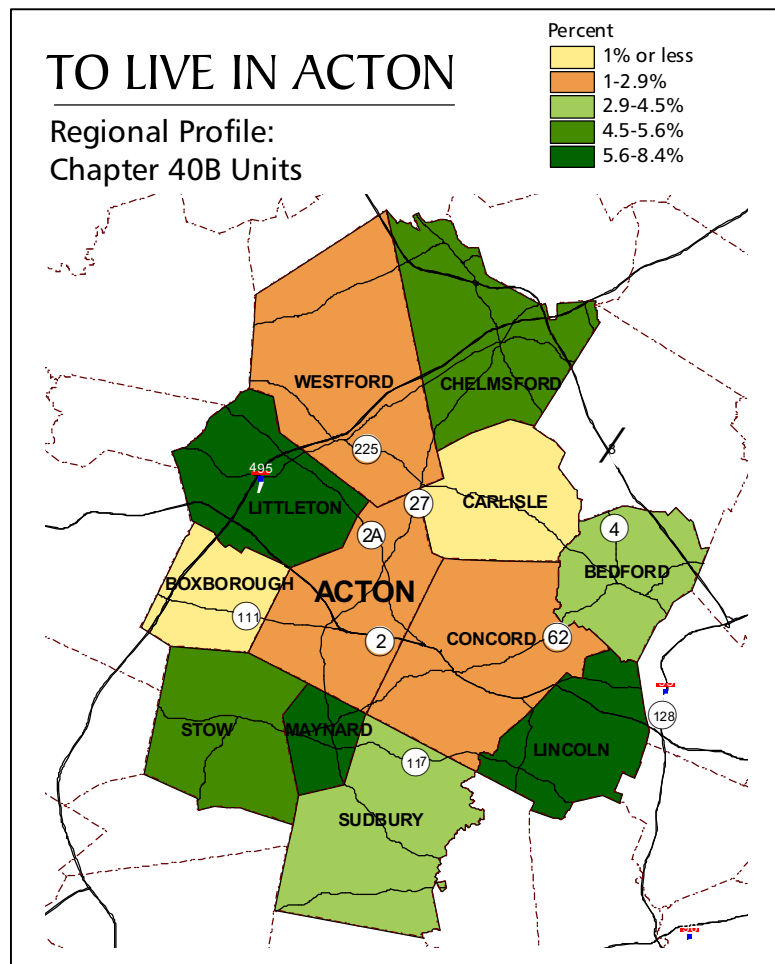 Percent
1% or less
1-2.9%
2.9-4.5%
4.5-5.6%
5.6-8.4%
TO LIVE IN ACTON
Regional Profile:
Chapter 40B Units
WESTFORD
CHELMSFORD
225
495
LITTLETON
27
CARLISLE
2A
4
BEDFORD
BOXBOROUGH
ACTON
111
2
CONCORD
62
128
STOW
MAYNARD
LINCOLN
117
SUDBURY